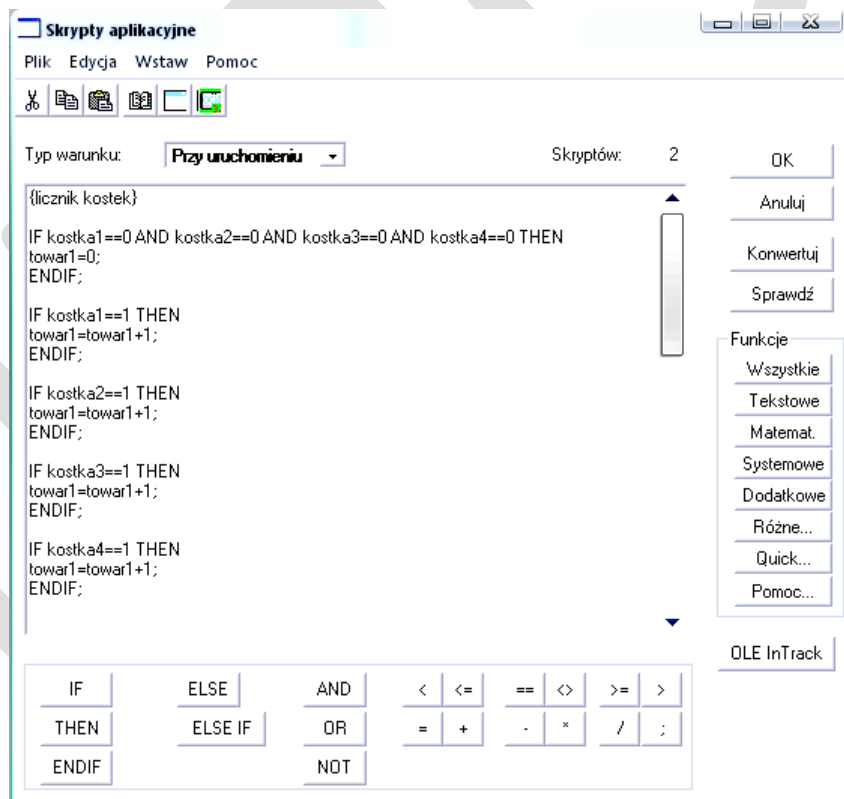 Skrypty aplikacyjne
Plik Edycja Wstaw Pomoc
Typ warunku: Przy uruchomieniu Skryptów: 2
{licznik kostek}
IF kostka1==0 AND kostka2==0 AND kostka3==0 AND kostka4==0 THEN
towar1=0;
ENDIF;
IF kostka1==1 THEN
towar1=towar1+1;
ENDIF;
IF kostka2==1 THEN
towar1=towar1+1;
ENDIF;
IF kostka3==1 THEN
towar1=towar1+1;
ENDIF;
IF kostka4==1 THEN
towar1=towar1+1;
ENDIF;
OK
Anuluj
Konwertuj
Sprawdź
Funkcje
Wszystkie
Tekstowe
Matemat.
Systemowe
Dodatkowe
Różne...
Quick...
Pomoc...
OLE InTrack
IF ELSE AND < <= == <> >= >
THEN ELSE IF OR = + - * / ;
ENDIF NOT